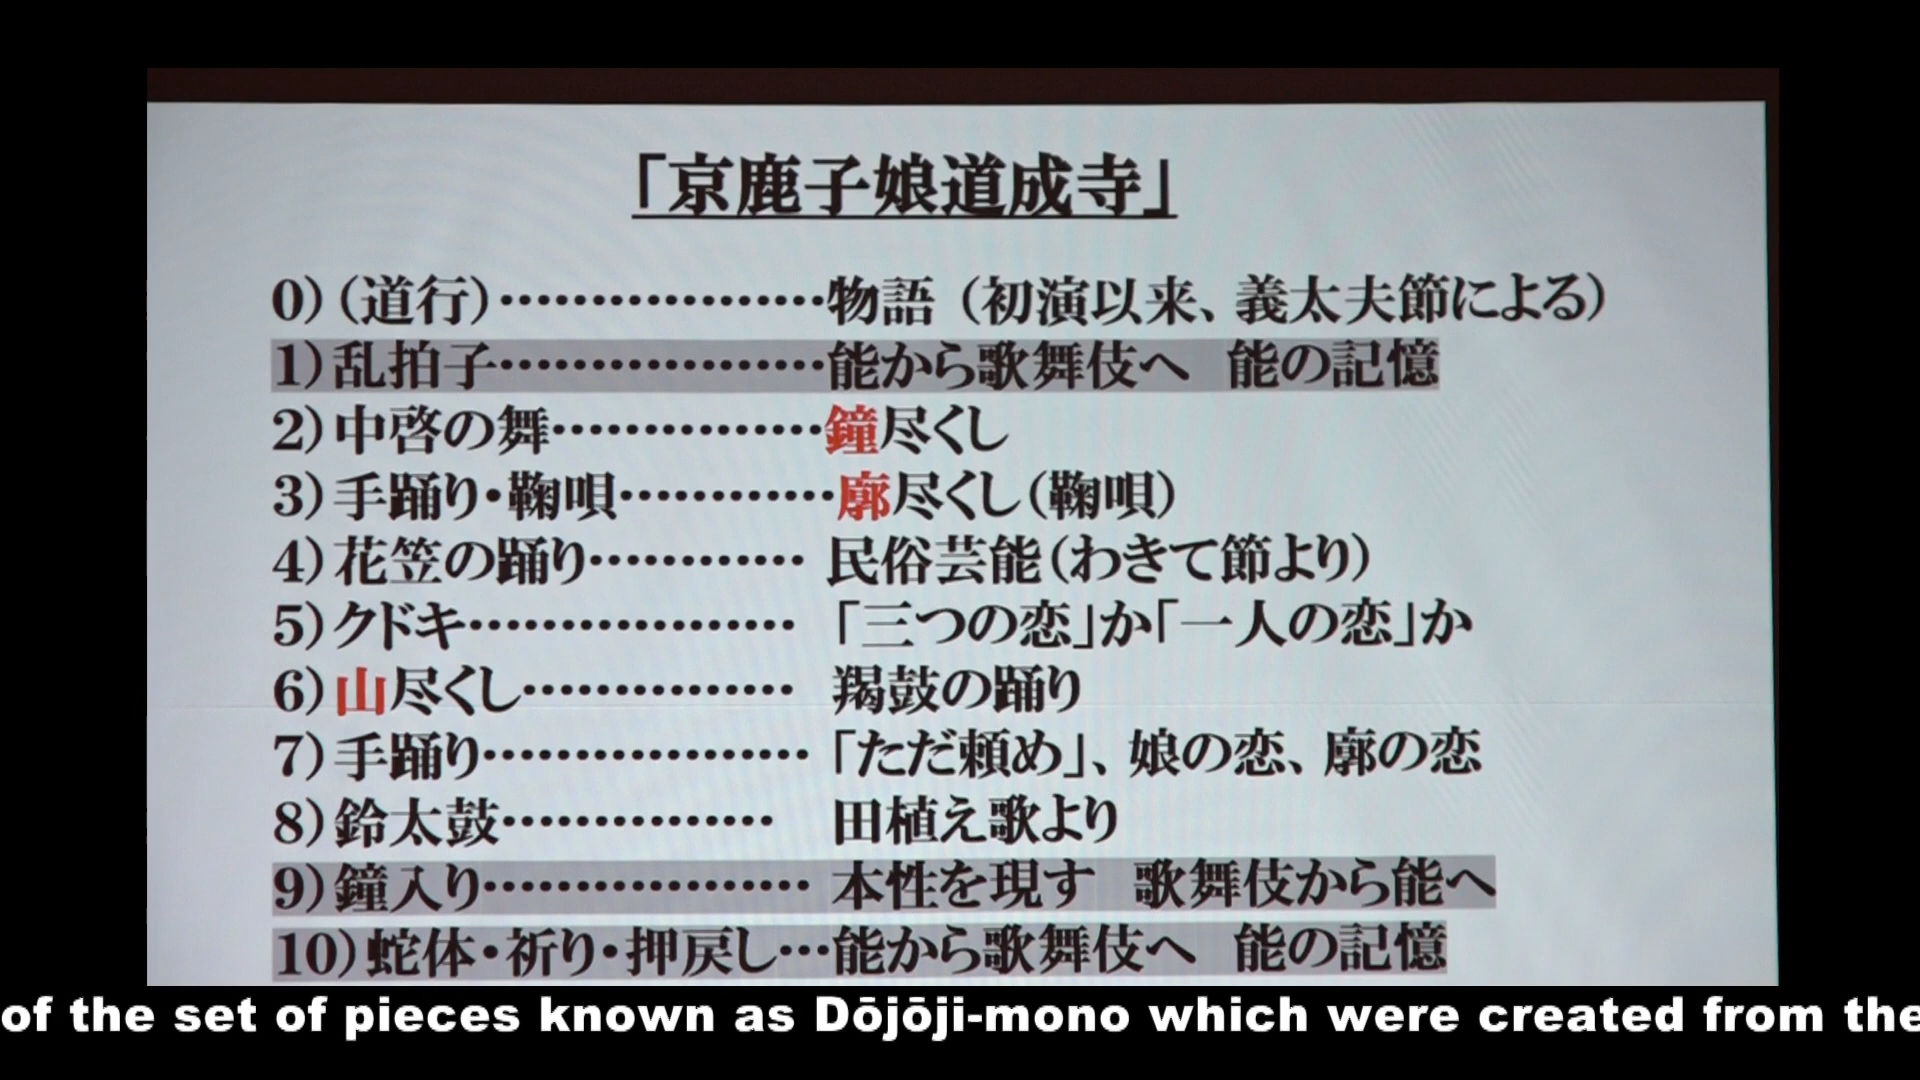 「京鹿子娘道成寺」
0)（道行）………………物語（初演以来、義太夫節による）
1)乱拍子………………能から歌舞伎へ　能の記憶
2)中啓の舞……………鐘尽くし
3)手踊り・鞠唄…………廓尽くし（鞠唄）
4)花笠の踊り…………民俗芸能（わきて節より）
5)クドキ………………「三つの恋」か「一人の恋」か
6)山尽くし……………羯鼓の踊り
7)手踊り………………「ただ頼め」、娘の恋、廓の恋
8)鈴太鼓……………田植え歌より
9)鐘入り………………本性を現す　歌舞伎から能へ
10)蛇体・祈り・押戻し…能から歌舞伎へ　能の記憶
of the set of pieces known as Dōjōji-mono which were created from the